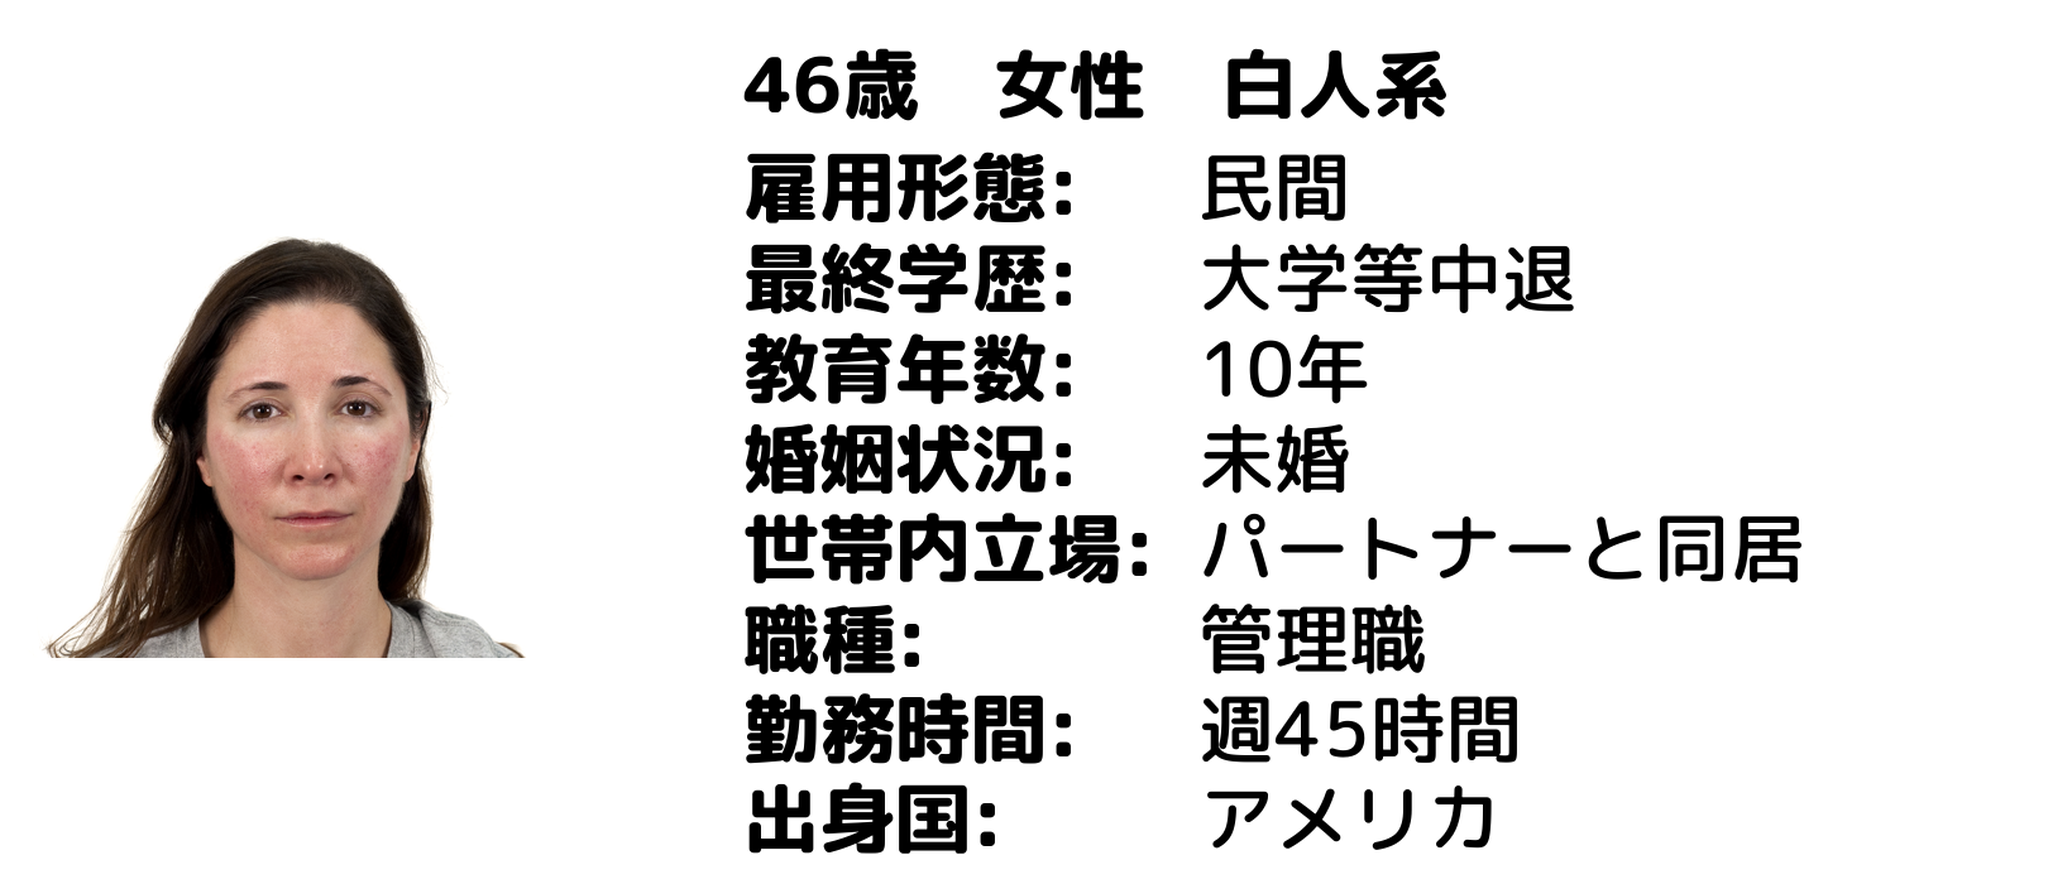 46歳　女性　白人系
雇用形態: 民間
最終学歴: 大学等中退
教育年数: 10年
婚姻状況: 未婚
世帯内立場: パートナーと同居
職種: 管理職
勤務時間: 週45時間
出身国: アメリカ